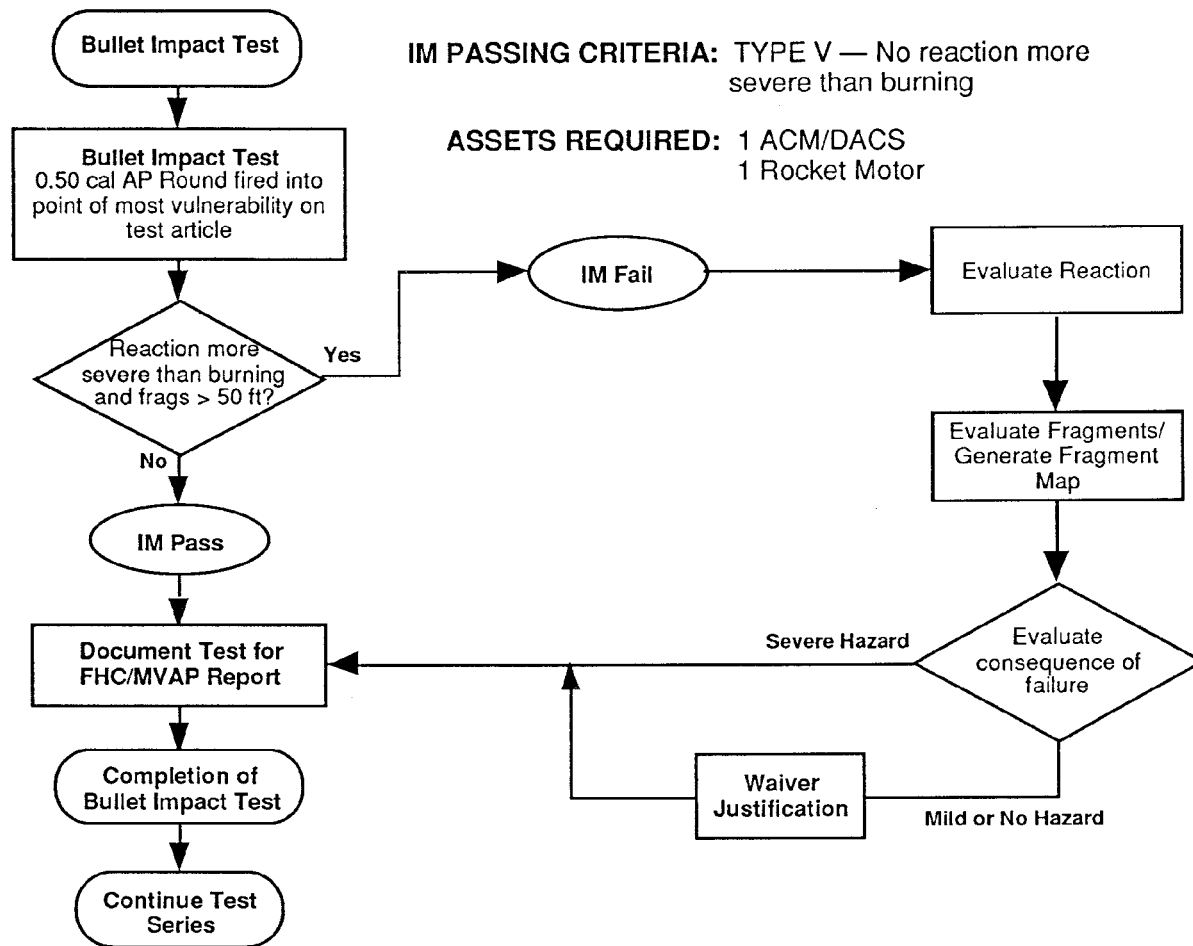 Bullet Impact Test
IM PASSING CRITERIA: TYPE V — No reaction more
severe than burning
ASSETS REQUIRED: 1 ACM/DACS
1 Rocket Motor
Bullet Impact Test
0.50 cal AP Round fired into
point of most vulnerability on
test article
IM Fail
Evaluate Reaction
Reaction more
severe than burning
and frags > 50 ft?
Yes
No
Evaluate Fragments/
Generate Fragment
Map
IM Pass
Document Test for
FHC/MVAP Report
Severe Hazard
Evaluate
consequence of
failure
Waiver
Justification
Mild or No Hazard
Completion of
Bullet Impact Test
Continue Test
Series